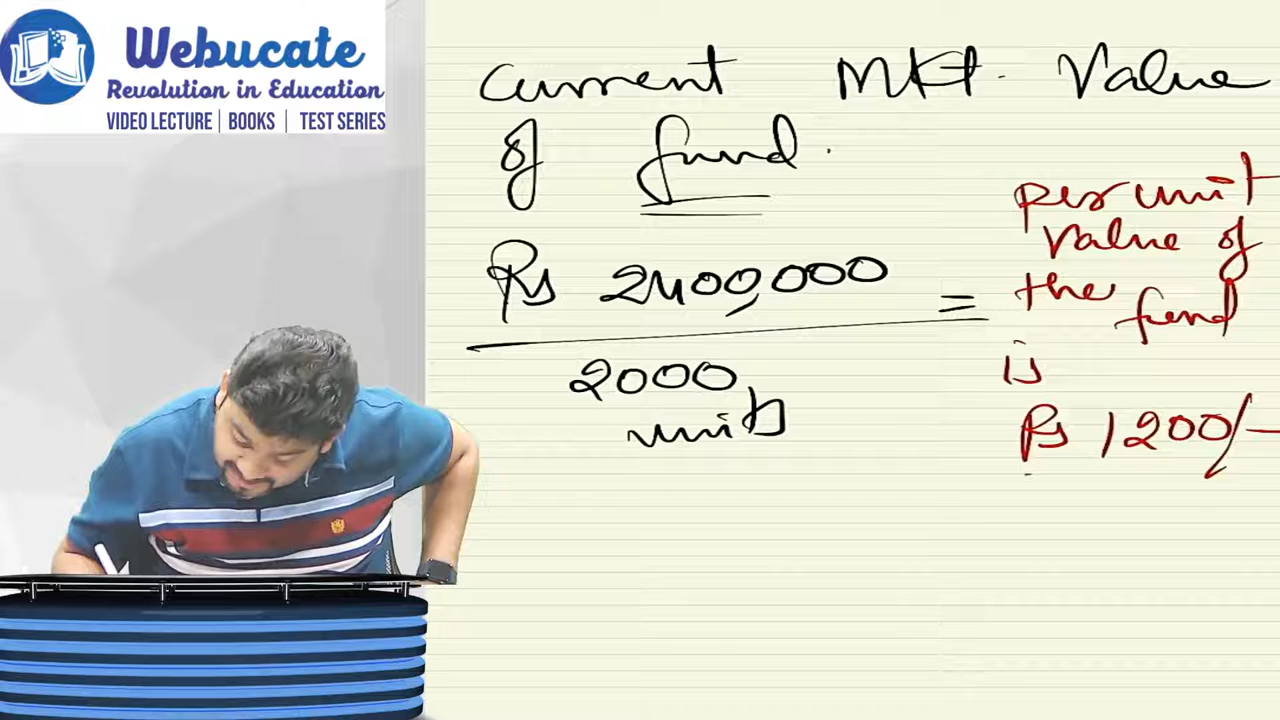 Webucate
Revolution in Education
VIDEO LECTURE | BOOKS | TEST SERIES
Current Mkt. Value
of fund.
Rs 2400,000
2000
units
=
per unit
Value of
the fund
is
Rs 1200/-